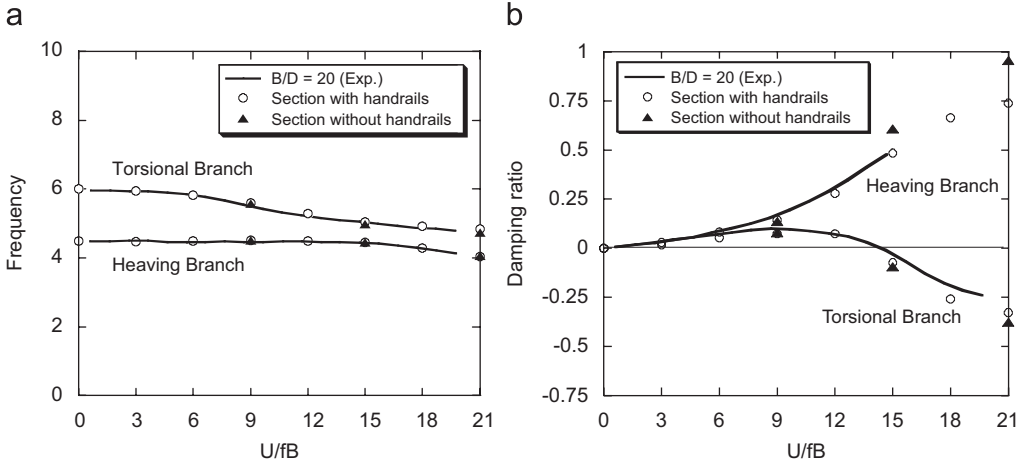 a
10
8
6
4
2
0
Frequency
B/D = 20 (Exp.)
Section with handrails
Section without handrails
Torsional Branch
Heaving Branch
0 3 6 9 12 15 18 21
U/fB
b
1
0.75
0.5
0.25
0
-0.25
-0.5
-0.75
Damping ratio
B/D = 20 (Exp.)
Section with handrails
Section without handrails
Heaving Branch
Torsional Branch
0 3 6 9 12 15 18 21
U/fB